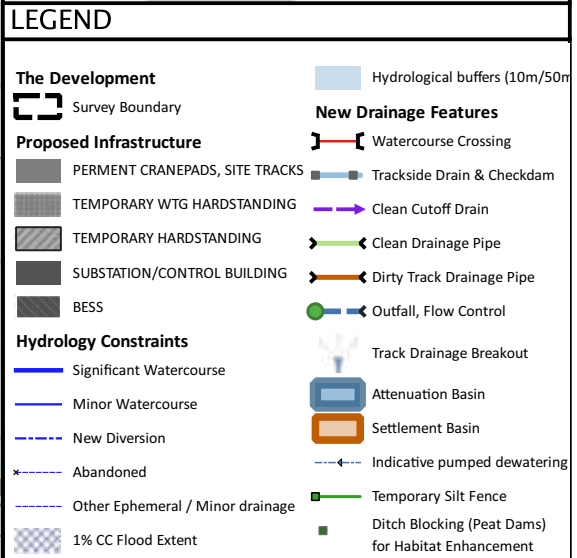 LEGEND
The Development
Survey Boundary
Proposed Infrastructure
PERMENT CRANEPADS, SITE TRACKS
TEMPORARY WTG HARDSTANDING
TEMPORARY HARDSTANDING
SUBSTATION/CONTROL BUILDING
BESS
Hydrology Constraints
Significant Watercourse
Minor Watercourse
New Diversion
Abandoned
Other Ephemeral / Minor drainage
1% CC Flood Extent
Hydrological buffers (10m/50m
New Drainage Features
Watercourse Crossing
Trackside Drain & Checkdam
Clean Cutoff Drain
Clean Drainage Pipe
Dirty Track Drainage Pipe
Outfall, Flow Control
Track Drainage Breakout
Attenuation Basin
Settlement Basin
Indicative pumped dewatering
Temporary Silt Fence
Ditch Blocking (Peat Dams)
for Habitat Enhancement